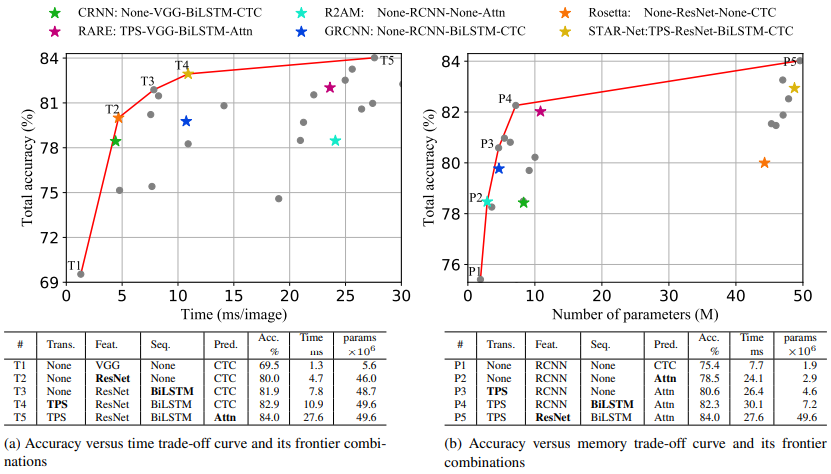 CRNN: None-VGG-BiLSTM-CTC R2AM: None-RCNN-None-Attn Rosetta: None-ResNet-None-CTC
RARE: TPS-VGG-BiLSTM-Attn GRCNN: None-RCNN-BiLSTM-CTC STAR-Net:TPS-ResNet-BiLSTM-CTC
Total accuracy (%)
84
81
78
75
72
69
0 5 10 15 20 25 30
Time (ms/image)
T1
T2
T3
T4
T5
Total accuracy (%)
84
82
80
78
76
0 10 20 30 40 50
Number of parameters (M)
P1
P2
P3
P4
P5
# Trans. Feat. Seq. Pred. Acc. % Time ms params ×10⁶
T1 None VGG None CTC 69.5 1.3 5.6
T2 None ResNet None CTC 80.0 4.7 46.0
T3 None ResNet BiLSTM CTC 81.9 7.8 48.7
T4 TPS ResNet BiLSTM CTC 82.9 10.9 49.6
T5 TPS ResNet BiLSTM Attn 84.0 27.6 49.6
(a) Accuracy versus time trade-off curve and its frontier combi-
nations
# Trans. Feat. Seq. Pred. Acc. % Time ms params ×10⁶
P1 None RCNN None CTC 75.4 7.7 1.9
P2 None RCNN None Attn 78.5 24.1 2.9
P3 TPS RCNN None Attn 80.6 26.4 4.6
P4 TPS RCNN BiLSTM Attn 82.3 30.1 7.2
P5 TPS ResNet BiLSTM Attn 84.0 27.6 49.6
(b) Accuracy versus memory trade-off curve and its frontier
combinations